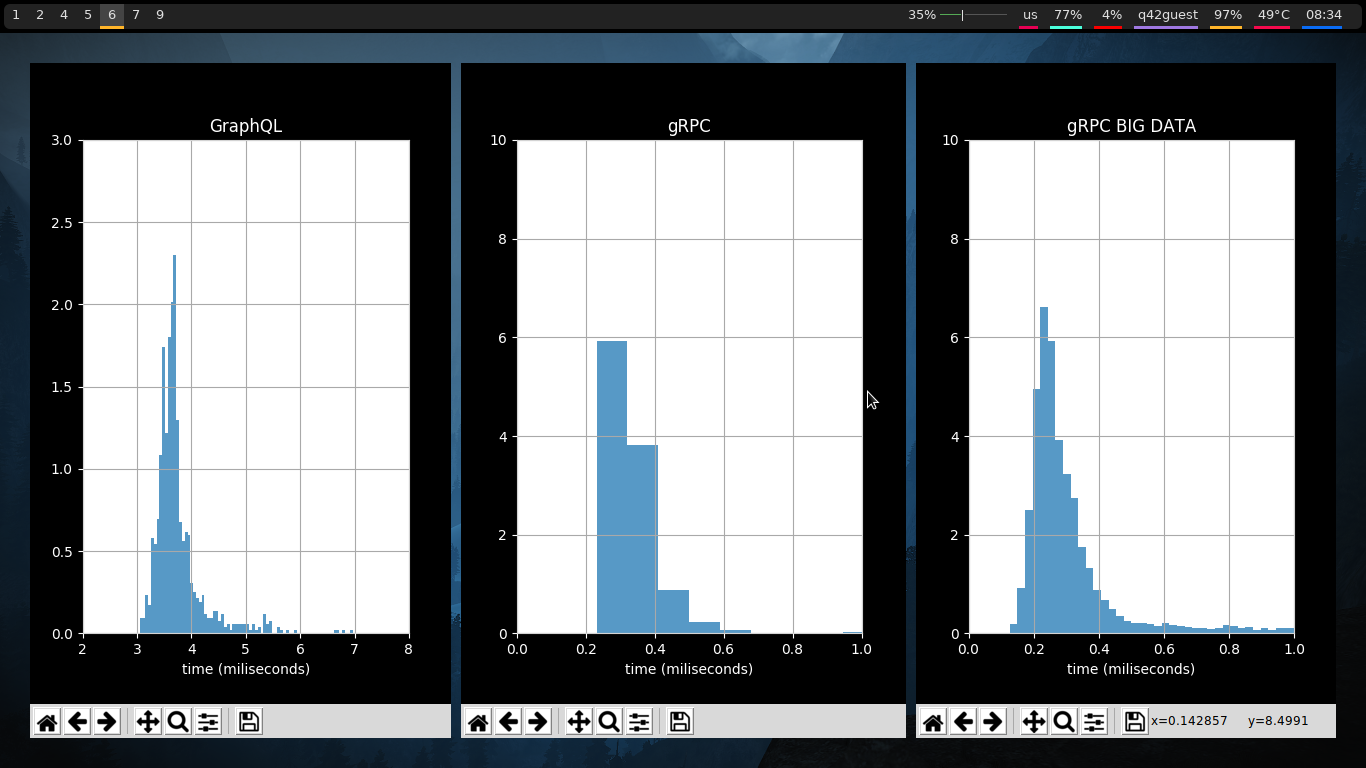 1 2 4 5 6 7 9 35% us 77% 4% q42guest 97% 49°C 08:34
GraphQL
3.0
2.5
2.0
1.5
1.0
0.5
0.0
2 3 4 5 6 7 8
time (miliseconds)
gRPC
10
8
6
4
2
0
0.0 0.2 0.4 0.6 0.8 1.0
time (miliseconds)
gRPC BIG DATA
10
8
6
4
2
0
0.0 0.2 0.4 0.6 0.8 1.0
time (miliseconds)
x=0.142857 y=8.4991